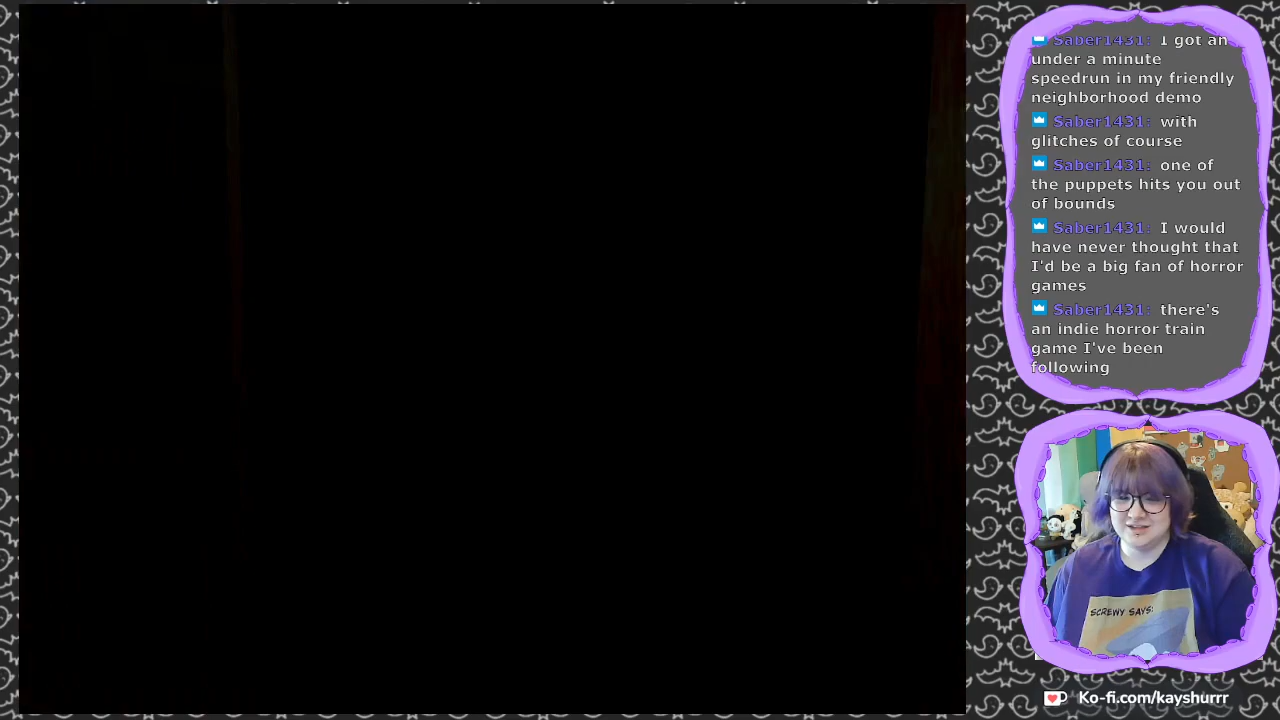 Saber1431: I got an
under a minute
speedrun in my friendly
neighborhood demo
Saber1431: with
glitches of course
Saber1431: one of
the puppets hits you out
of bounds
Saber1431: I would
have never thought that
I'd be a big fan of horror
games
Saber1431: there's
an indie horror train
game I've been
following
SCREWY SAYS:
Ko-fi.com/kayshurrr